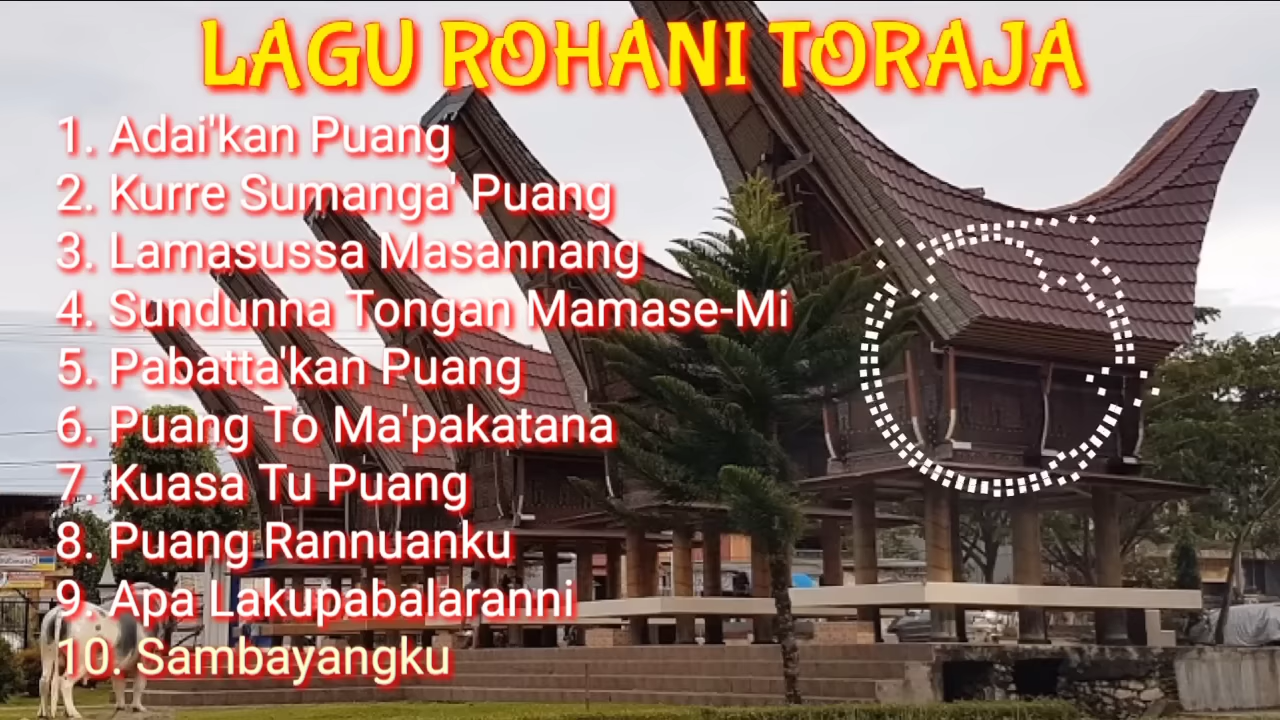 LAGU ROHANI TORAJA
1. Adai'kan Puang
2. Kurre Sumanga' Puang
3. Lamasussa Masannang
4. Sundunna Tongan Mamase-Mi
5. Pabatta'kan Puang
6. Puang To Ma'pakatana
7. Kuasa Tu Puang
8. Puang Rannuanku
9. Apa Lakupabalaranni
10. Sambayangku